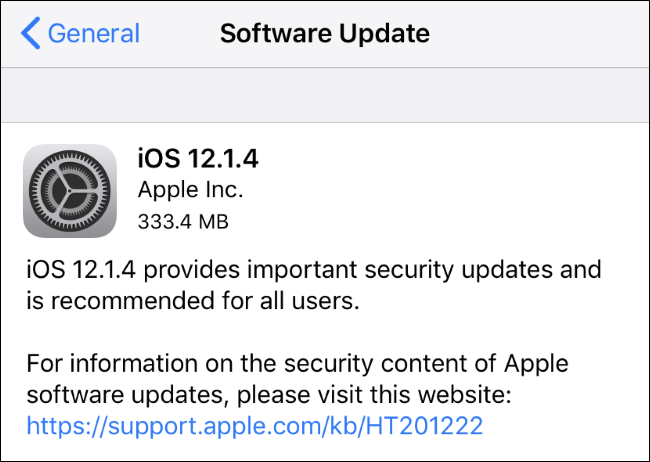 General
Software Update
iOS 12.1.4
Apple Inc.
333.4 MB
iOS 12.1.4 provides important security updates and
is recommended for all users.
For information on the security content of Apple
software updates, please visit this website:
https://support.apple.com/kb/HT201222